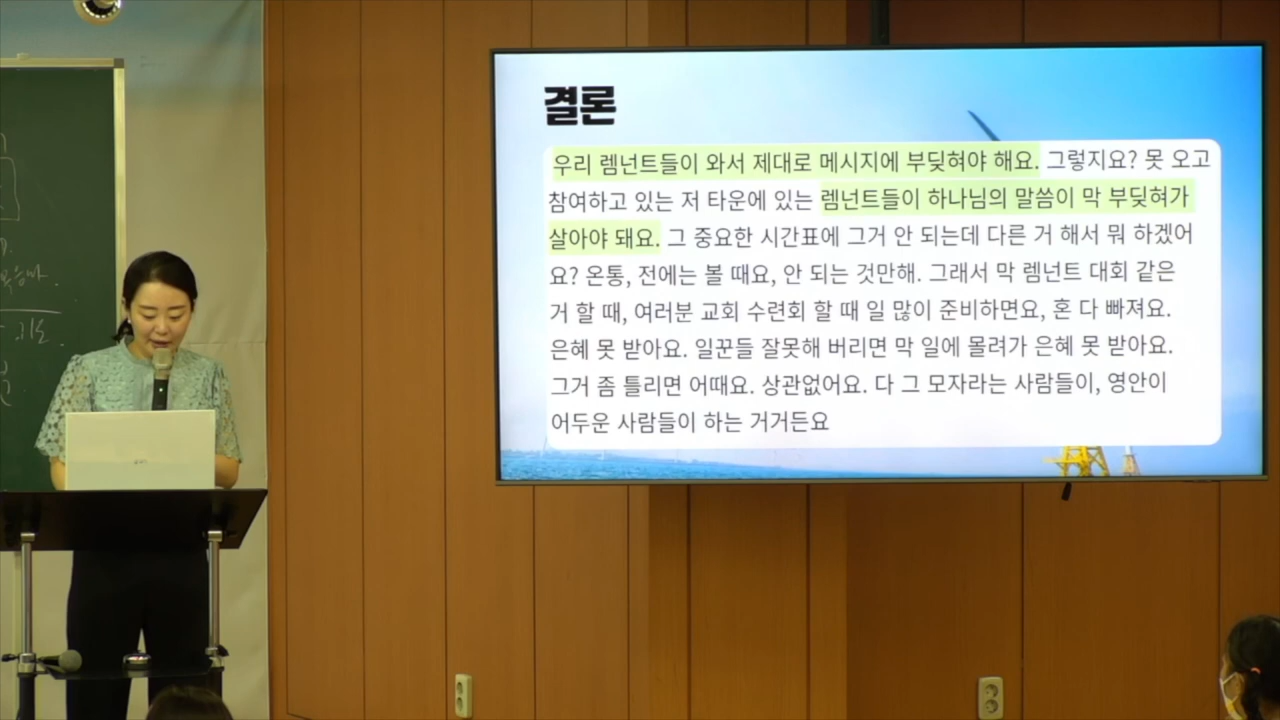 결론
우리 렘넌트들이 와서 제대로 메시지에 부딪혀야 해요. 그렇지요? 못 오고
참여하고 있는 저 타운에 있는 렘넌트들이 하나님의 말씀이 막 부딪혀가
살아야 돼요. 그 중요한 시간표에 그거 안 되는데 다른 거 해서 뭐 하겠어
요? 온통, 전에는 볼 때요, 안 되는 것만해. 그래서 막 렘넌트 대회 같은
거 할 때, 여러분 교회 수련회 할 때 일 많이 준비하면요, 혼 다 빠져요.
은혜 못 받아요. 일꾼들 잘못해 버리면 막 일에 몰려가 은혜 못 받아요.
그거 좀 틀리면 어때요. 상관없어요. 다 그 모자라는 사람들이, 영안이
어두운 사람들이 하는 거거든요